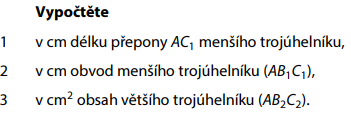 Vypočtěte
1 v cm délku přepony AC₁ menšího trojúhelníku,
2 v cm obvod menšího trojúhelníku (AB₁C₁),
3 v cm² obsah většího trojúhelníku (AB₂C₂).